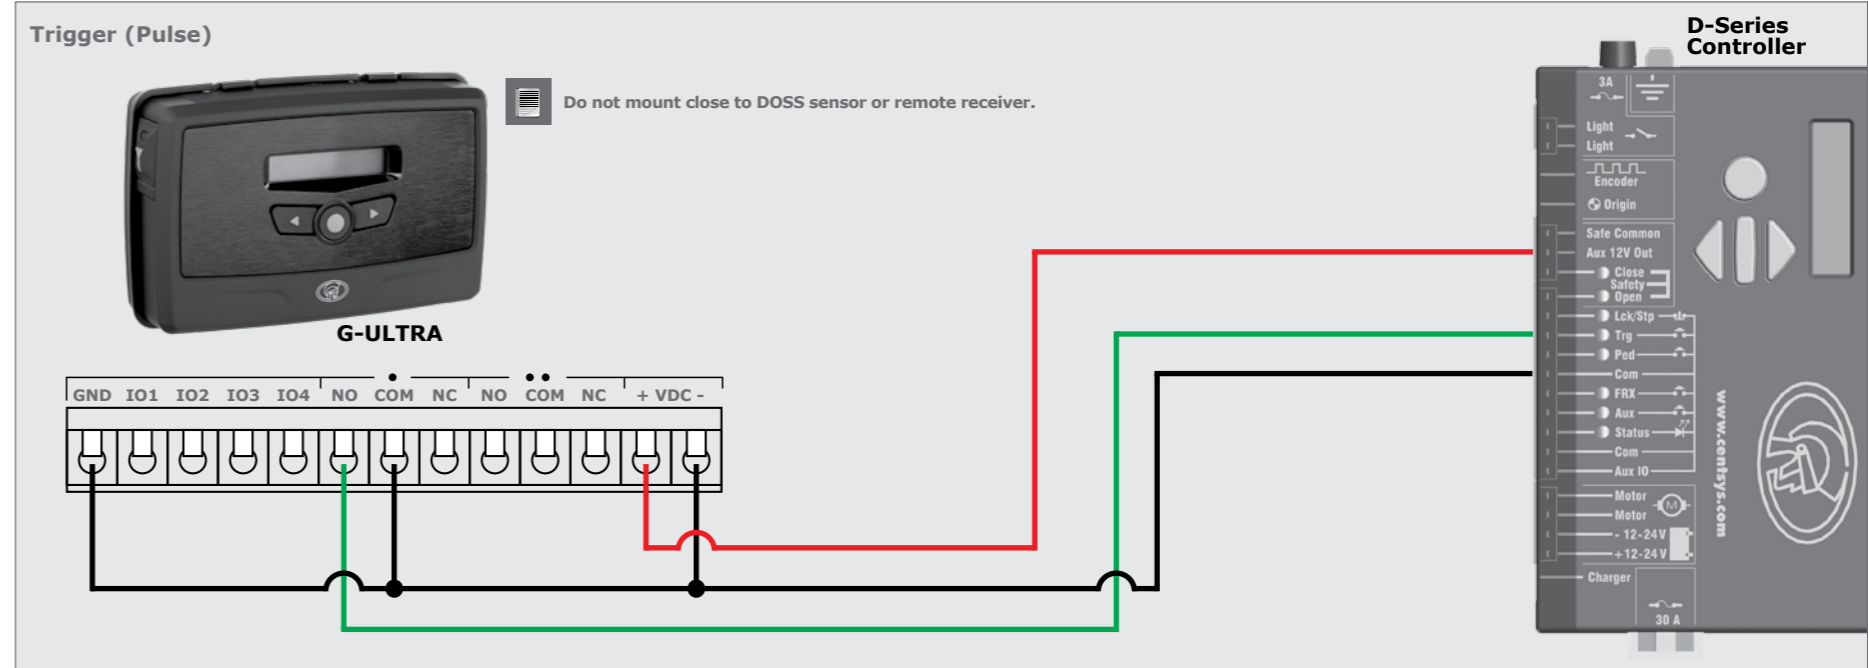 Trigger (Pulse)
Do not mount close to DOSS sensor or remote receiver.
G-ULTRA
GND IO1 IO2 IO3 IO4 NO COM NC NO COM NC + VDC -
D-Series
Controller
3A
Light
Light
Encoder
Origin
Safe Common
Aux 12V Out
Close
Safety
Open
Lck/Stp
Trg
Ped
Com
FRX
Aux
Status
Com
Aux IO
Motor
M
Motor
- 12-24V
+12-24V
Charger
30 A
www.centsys.com